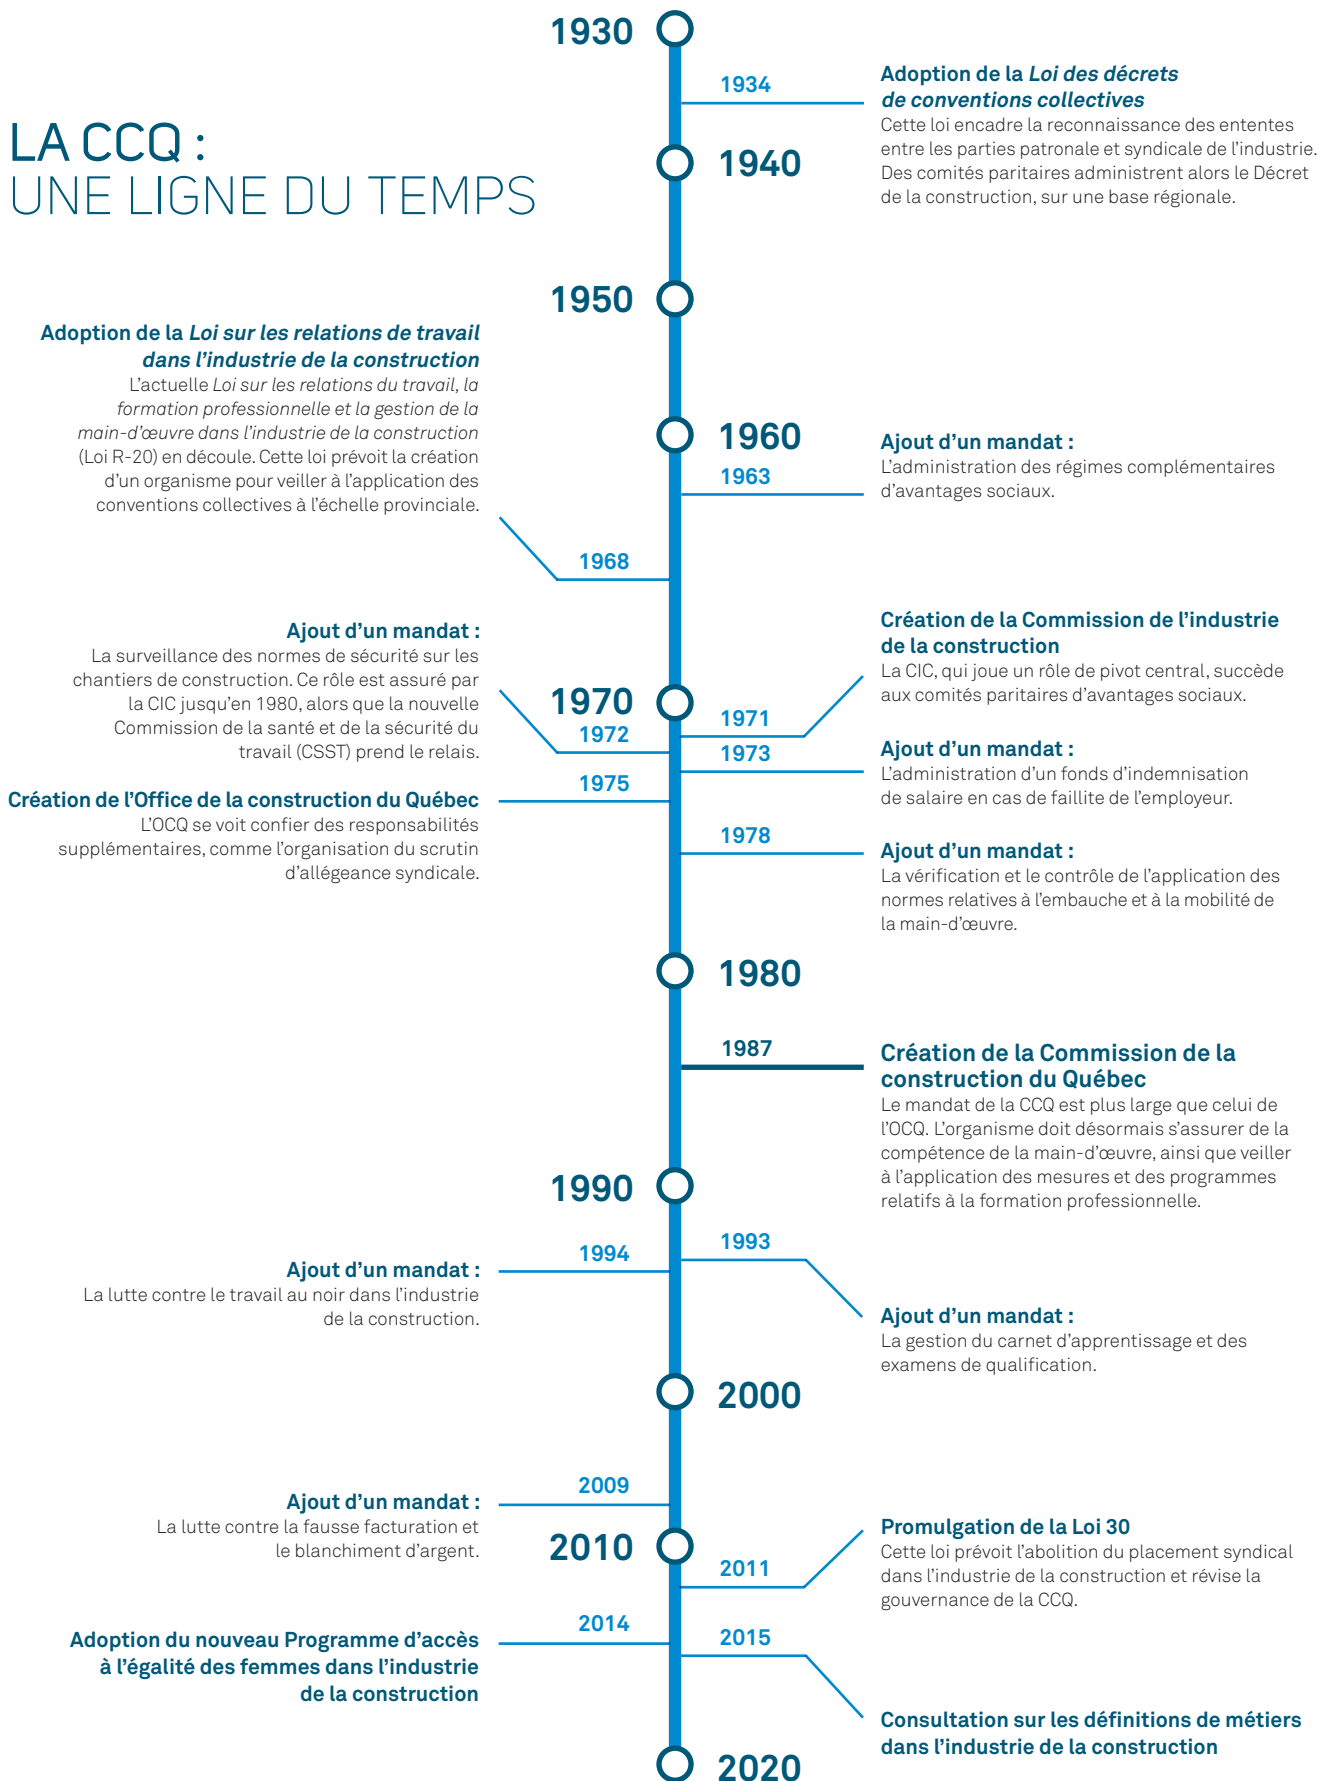 LA CCQ :
UNE LIGNE DU TEMPS
1930
1934
Adoption de la Loi des décrets
de conventions collectives
Cette loi encadre la reconnaissance des ententes
entre les parties patronale et syndicale de l’industrie.
Des comités paritaires administrent alors le Décret
de la construction, sur une base régionale.
1940
1950
Adoption de la Loi sur les relations de travail
dans l’industrie de la construction
L’actuelle Loi sur les relations du travail, la
formation professionnelle et la gestion de la
main-d’œuvre dans l’industrie de la construction
(Loi R-20) en découle. Cette loi prévoit la création
d’un organisme pour veiller à l’application des
conventions collectives à l’échelle provinciale.
1960
1963
Ajout d’un mandat :
L’administration des régimes complémentaires
d’avantages sociaux.
1968
1970
1971
Création de la Commission de l’industrie
de la construction
La CIC, qui joue un rôle de pivot central, succède
aux comités paritaires d’avantages sociaux.
1972
Ajout d’un mandat :
La surveillance des normes de sécurité sur les
chantiers de construction. Ce rôle est assuré par
la CIC jusqu’en 1980, alors que la nouvelle
Commission de la santé et de la sécurité du
travail (CSST) prend le relais.
1973
Ajout d’un mandat :
L’administration d’un fonds d’indemnisation
de salaire en cas de faillite de l’employeur.
1975
Création de l’Office de la construction du Québec
L’OCQ se voit confier des responsabilités
supplémentaires, comme l’organisation du scrutin
d’allégeance syndicale.
1978
Ajout d’un mandat :
La vérification et le contrôle de l’application des
normes relatives à l’embauche et à la mobilité de
la main-d’œuvre.
1980
1987
Création de la Commission de la
construction du Québec
Le mandat de la CCQ est plus large que celui de
l’OCQ. L’organisme doit désormais s’assurer de la
compétence de la main-d’œuvre, ainsi que veiller
à l’application des mesures et des programmes
relatifs à la formation professionnelle.
1990
1993
Ajout d’un mandat :
La gestion du carnet d’apprentissage et des
examens de qualification.
1994
Ajout d’un mandat :
La lutte contre le travail au noir dans l’industrie
de la construction.
2000
2009
Ajout d’un mandat :
La lutte contre la fausse facturation et
le blanchiment d’argent.
2010
2011
Promulgation de la Loi 30
Cette loi prévoit l’abolition du placement syndical
dans l’industrie de la construction et révise la
gouvernance de la CCQ.
2014
Adoption du nouveau Programme d’accès
à l’égalité des femmes dans l’industrie
de la construction
2015
Consultation sur les définitions de métiers
dans l’industrie de la construction
2020